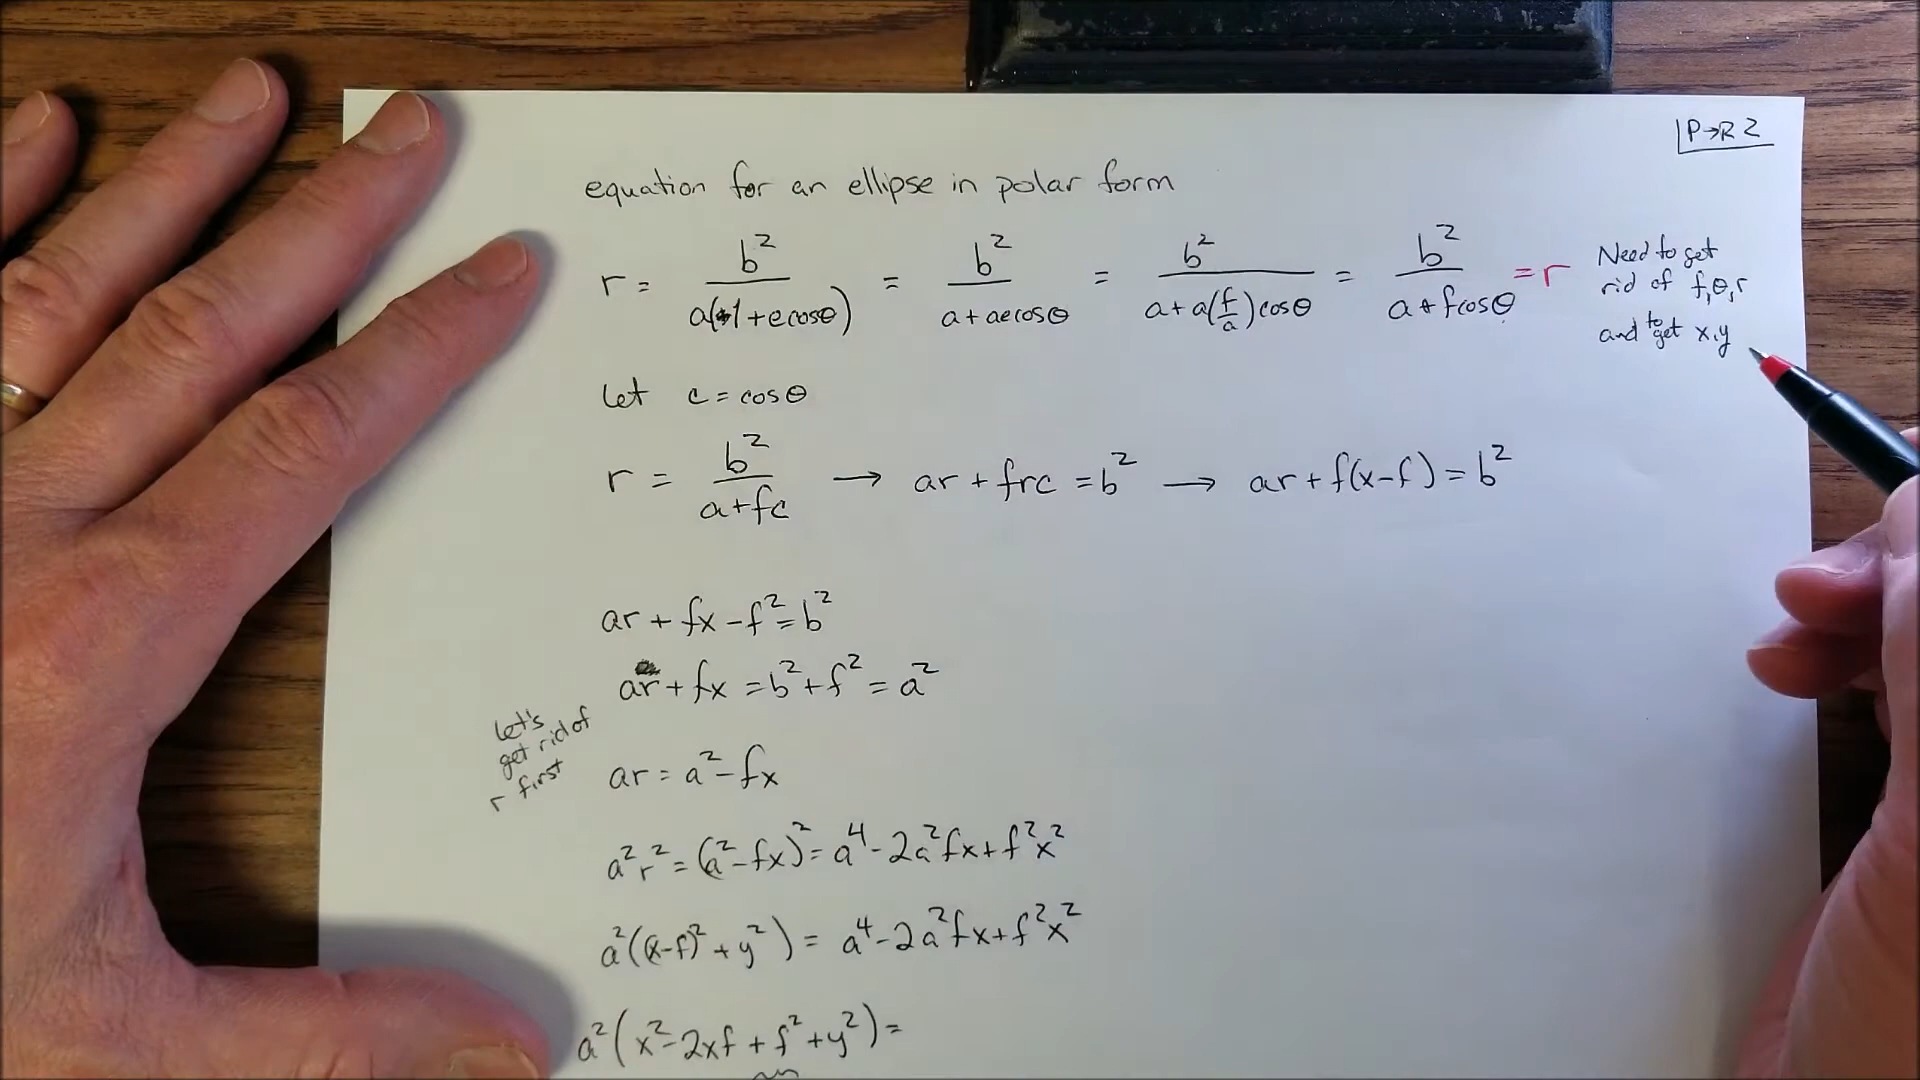 P→R 2
equation for an ellipse in polar form
r = b²/(a(1+ecosθ)) = b²/(a+aecosθ) = b²/(a+a(f/a)cosθ) = b²/(a+fcosθ) = r
Need to get
rid of f,θ,r
and to get x,y
Let c = cosθ
r = b²/(a+fc) → ar + frc = b² → ar + f(x-f) = b²
ar + fx - f² = b²
ar + fx = b² + f² = a²
Let's
get rid of
r first
ar = a² - fx
a²r² = (a² - fx)² = a⁴ - 2a²fx + f²x²
a²((x-f)² + y²) = a⁴ - 2a²fx + f²x²
a²(x² - 2xf + f² + y²) =